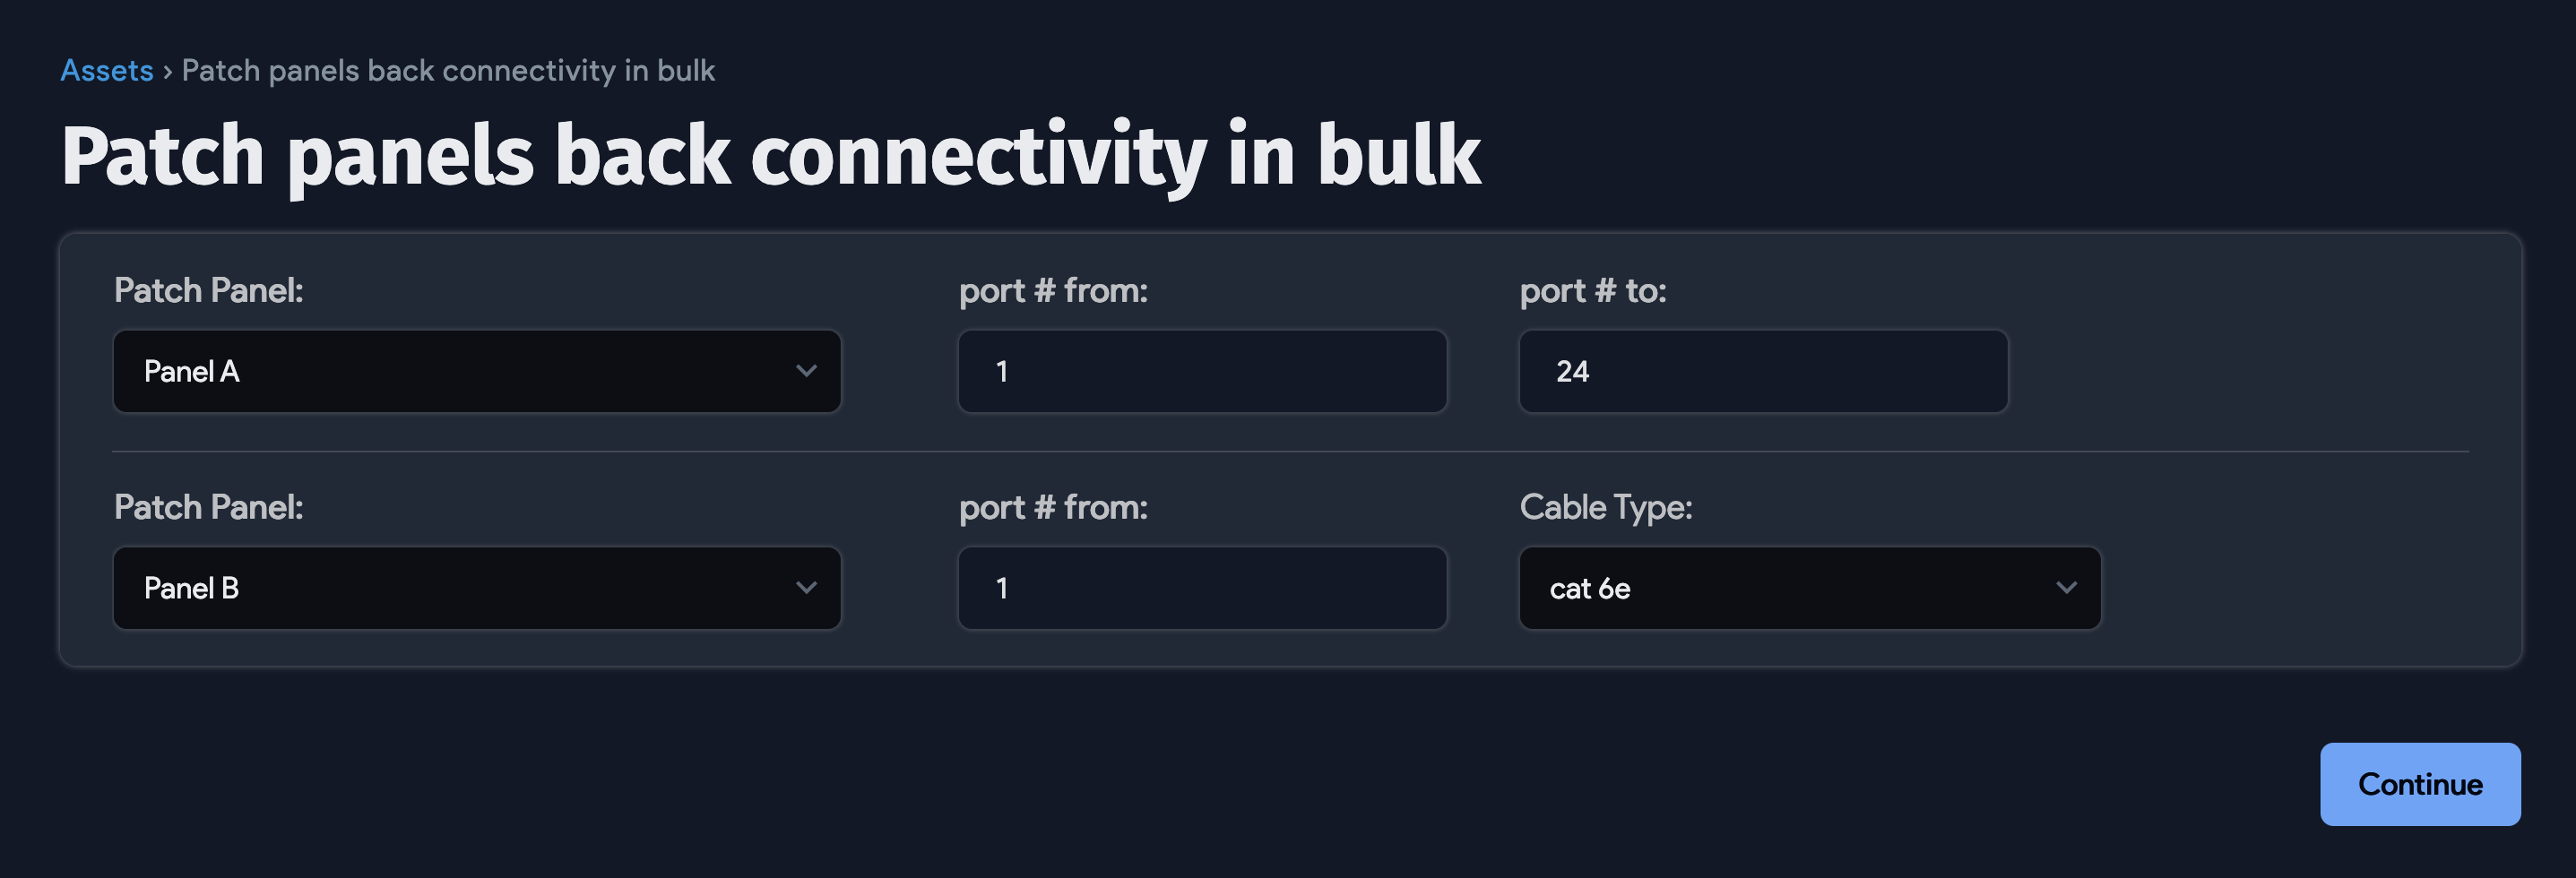 Assets › Patch panels back connectivity in bulk
Patch panels back connectivity in bulk
Patch Panel: port # from: port # to:
Panel A 1 24
Patch Panel: port # from: Cable Type:
Panel B 1 cat 6e
Continue